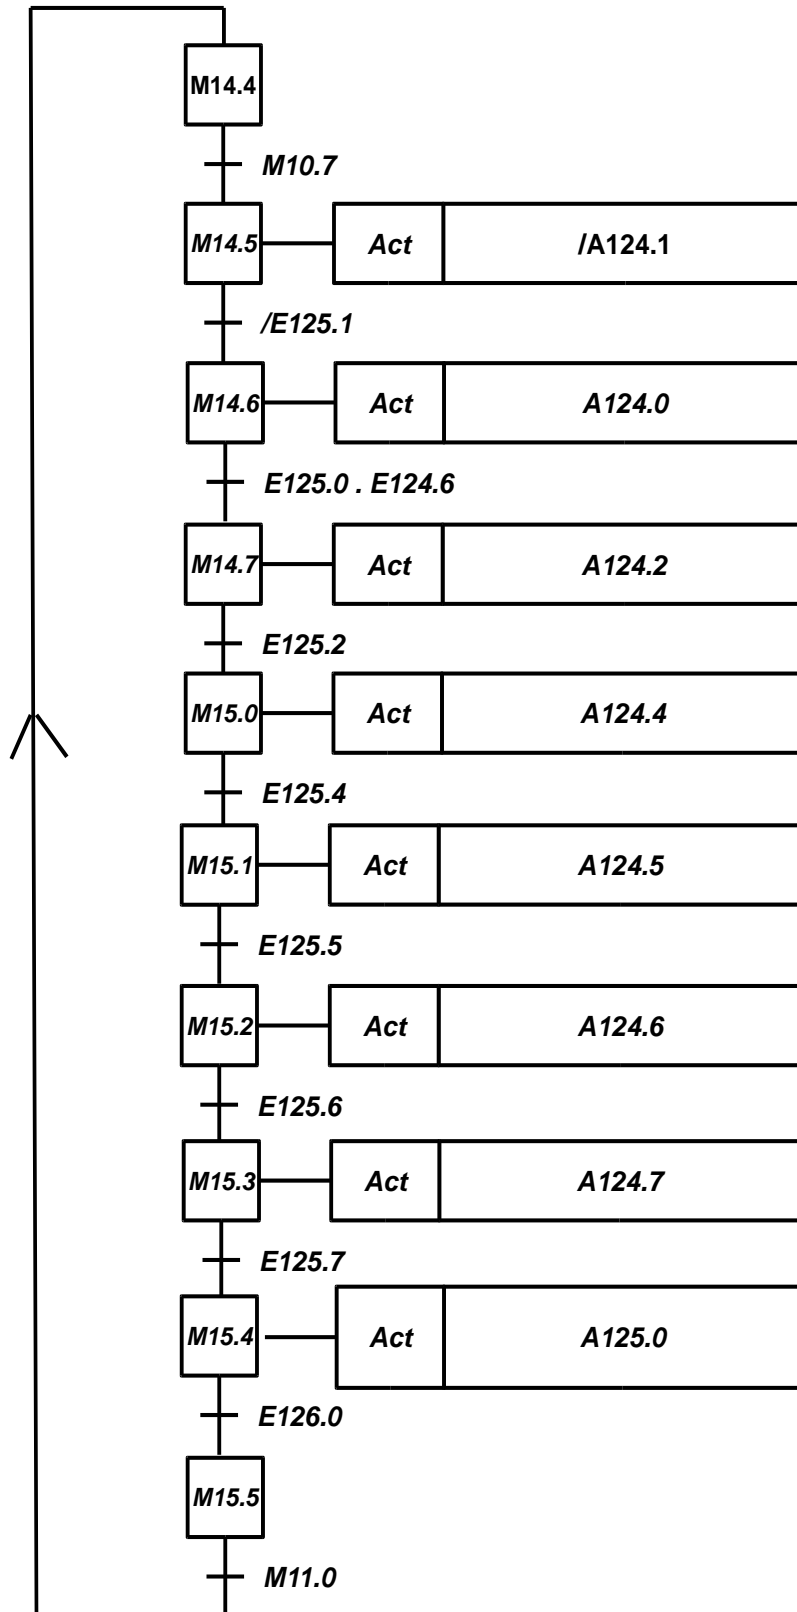 M14.4
M10.7
M14.5 Act /A124.1
/E125.1
M14.6 Act A124.0
E125.0 . E124.6
M14.7 Act A124.2
E125.2
M15.0 Act A124.4
E125.4
M15.1 Act A124.5
E125.5
M15.2 Act A124.6
E125.6
M15.3 Act A124.7
E125.7
M15.4 Act A125.0
E126.0
M15.5
M11.0